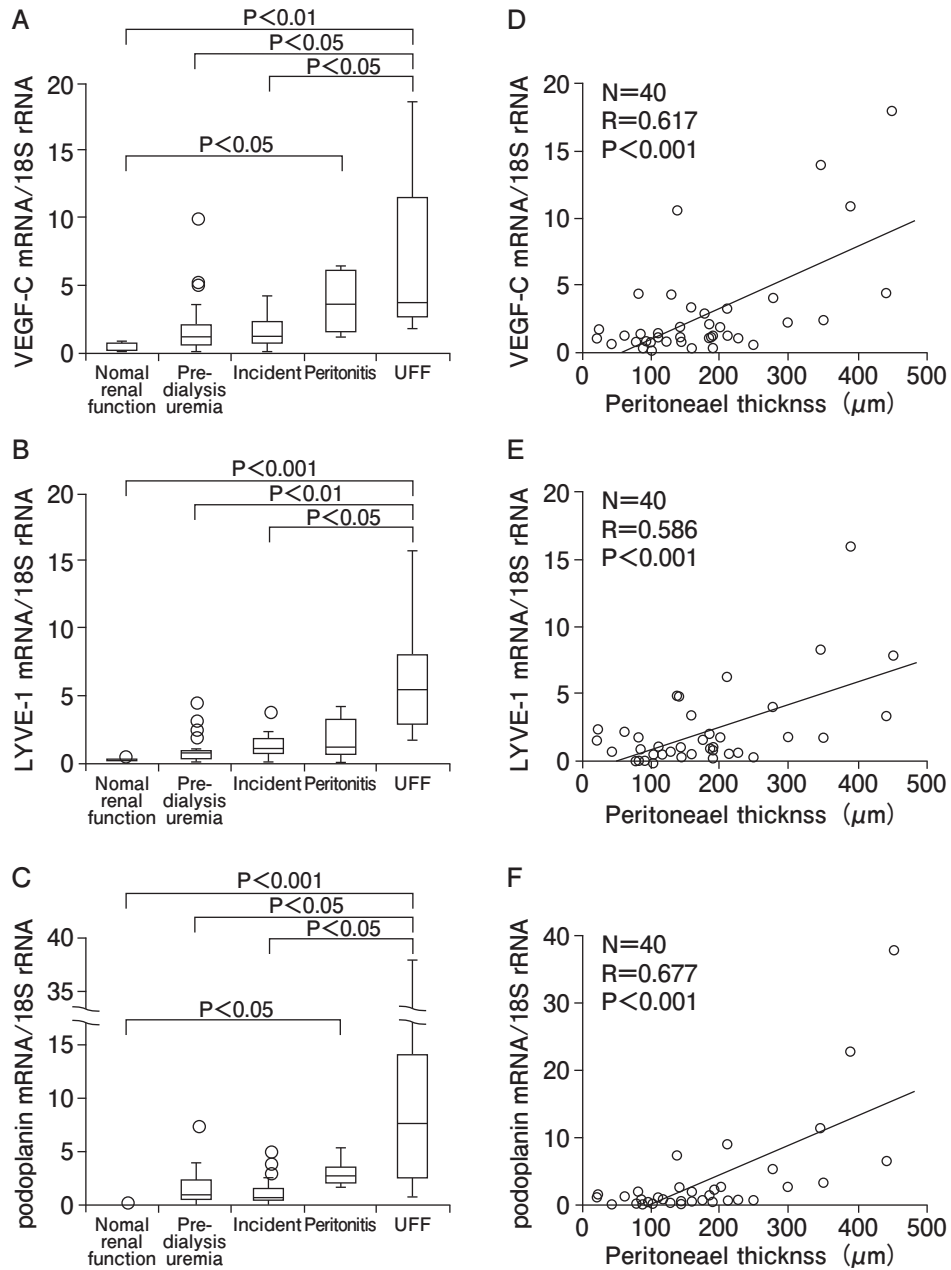 A
P<0.01
P<0.05
P<0.05
P<0.05
VEGF-C mRNA/18S rRNA
20
15
10
5
0
Nomal renal function
Pre-dialysis uremia
Incident
Peritonitis
UFF
D
N=40
R=0.617
P<0.001
VEGF-C mRNA/18S rRNA
20
15
10
5
0
100
200
300
400
500
Peritoneael thicknss (μm)
B
P<0.001
P<0.01
P<0.05
LYVE-1 mRNA/18S rRNA
20
15
10
5
0
Nomal renal function
Pre-dialysis uremia
Incident
Peritonitis
UFF
E
N=40
R=0.586
P<0.001
LYVE-1 mRNA/18S rRNA
20
15
10
5
0
0
100
200
300
400
500
Peritoneael thicknss (μm)
C
P<0.001
P<0.05
P<0.05
P<0.05
podoplanin mRNA/18S rRNA
40
35
15
10
5
0
Nomal renal function
Pre-dialysis uremia
Incident
Peritonitis
UFF
F
N=40
R=0.677
P<0.001
podoplanin mRNA/18S rRNA
40
30
20
10
0
0
100
200
300
400
500
Peritoneael thicknss (μm)